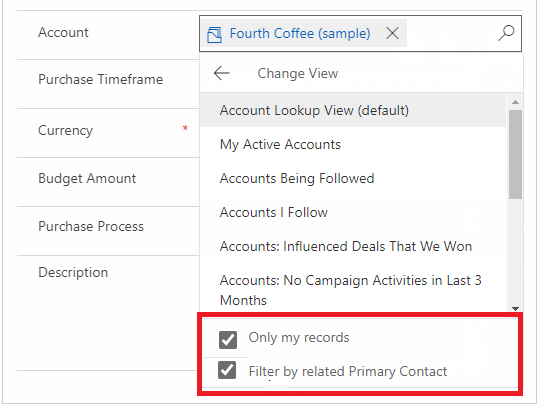 Account
Fourth Coffee (sample)
Change View
Purchase Timeframe
Account Lookup View (default)
Currency *
My Active Accounts
Accounts Being Followed
Budget Amount
Accounts I Follow
Purchase Process
Accounts: Influenced Deals That We Won
Description
Accounts: No Campaign Activities in Last 3
Months
Only my records
Filter by related Primary Contact